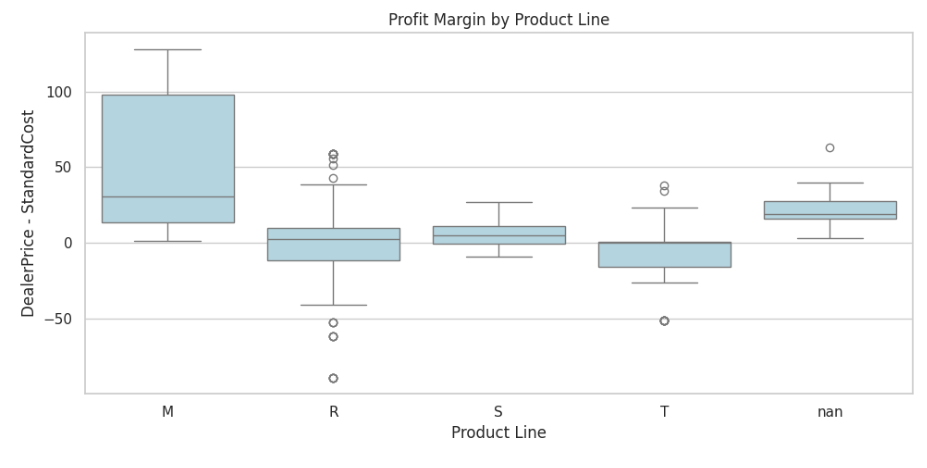 Profit Margin by Product Line
DealerPrice - StandardCost
100
50
0
−50
M R S T nan
Product Line